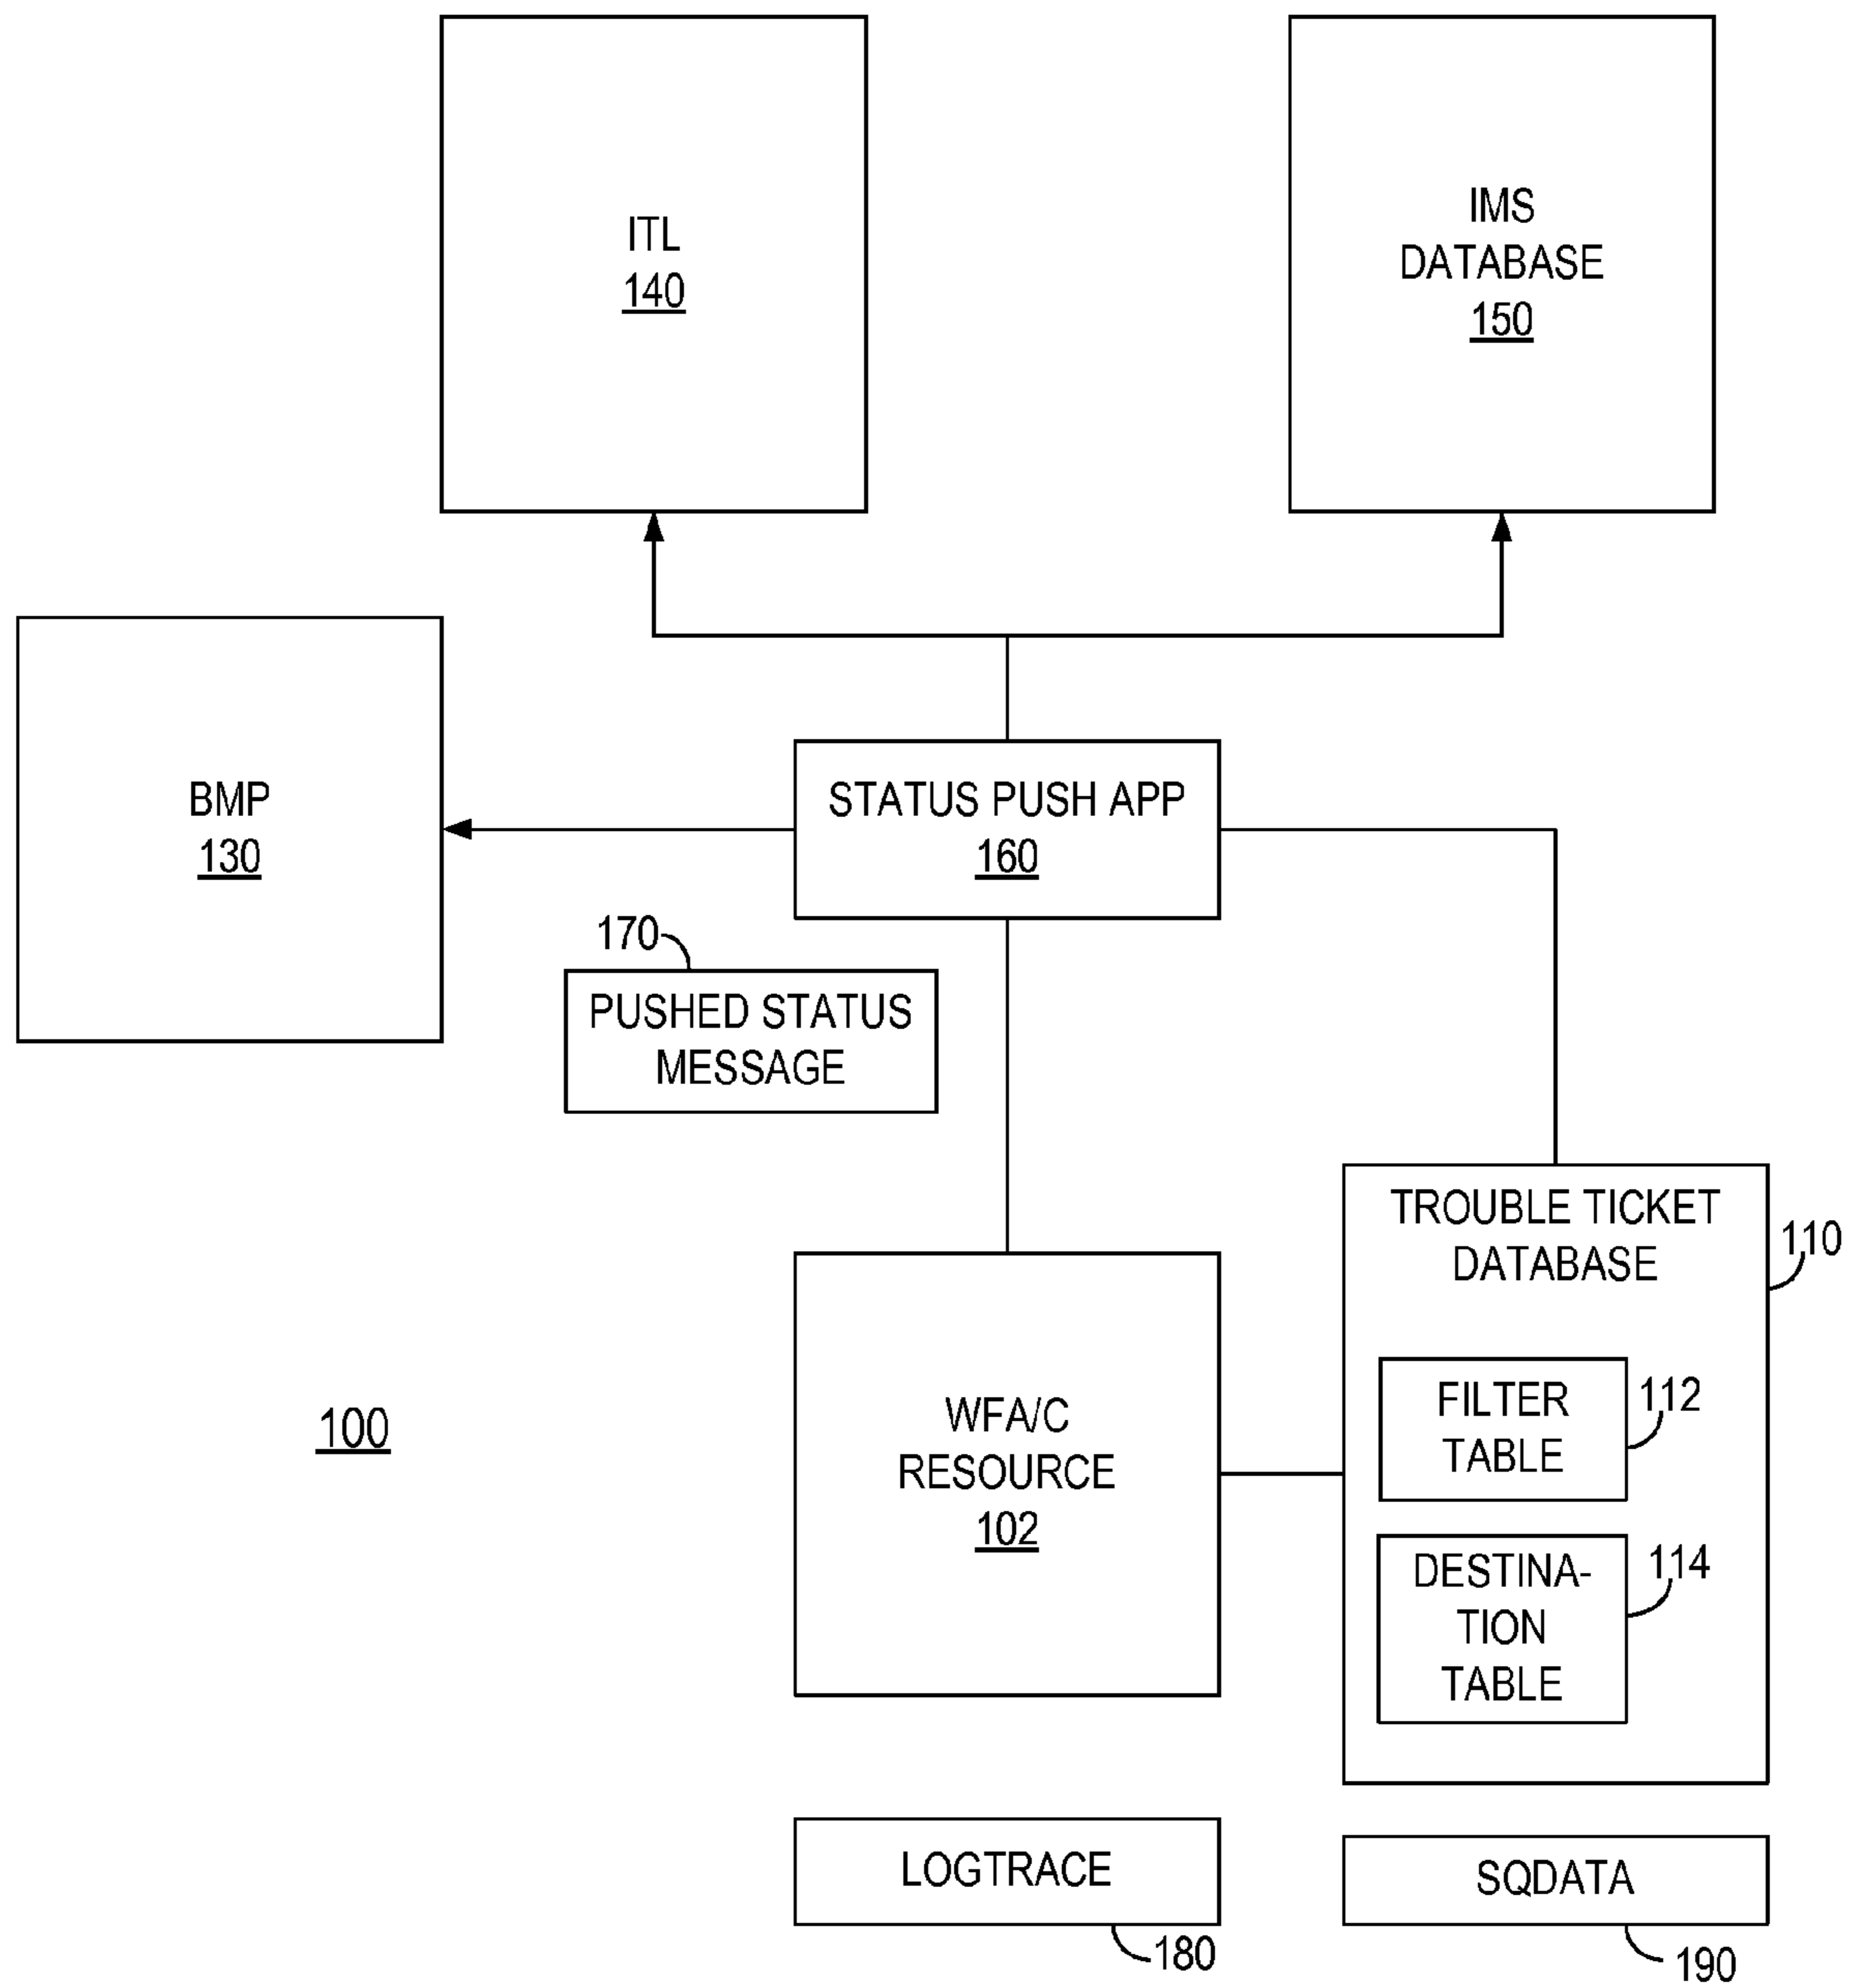 ITL
140
IMS
DATABASE
150
BMP
130
STATUS PUSH APP
160
170
PUSHED STATUS
MESSAGE
TROUBLE TICKET
DATABASE
110
FILTER
TABLE
112
DESTINA-
TION
TABLE
114
WFA/C
RESOURCE
102
100
LOGTRACE
180
SQDATA
190